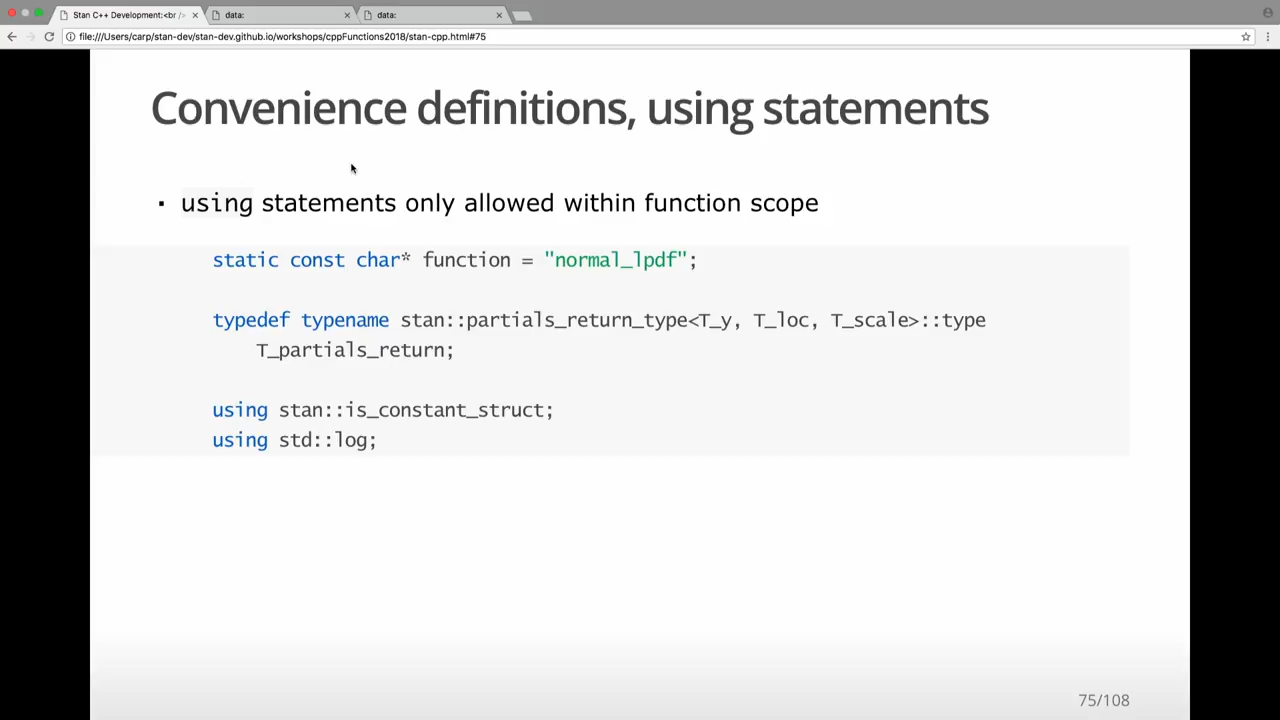 Stan C++ Development:<br />
data:
data:
file:///Users/carp/stan-dev/stan-dev.github.io/workshops/cppFunctions2018/stan-cpp.html#75
Convenience definitions, using statements
▪ using statements only allowed within function scope
static const char* function = "normal_lpdf";
typedef typename stan::partials_return_type<T_y, T_loc, T_scale>::type
T_partials_return;
using stan::is_constant_struct;
using std::log;
75/108